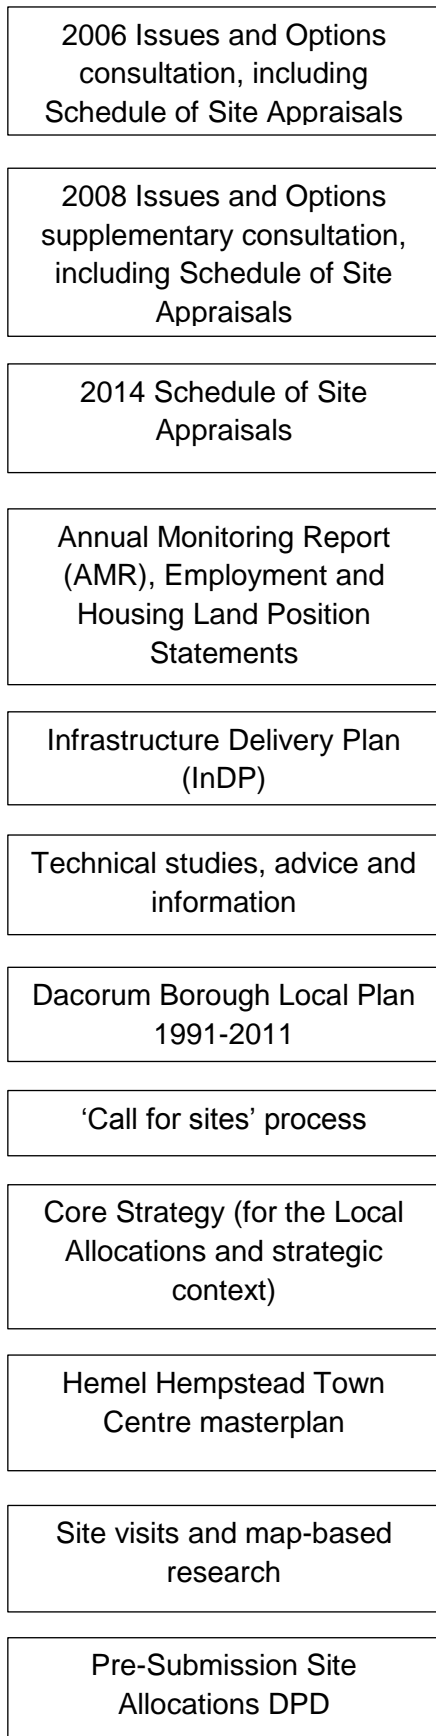 2006 Issues and Options
consultation, including
Schedule of Site Appraisals
2008 Issues and Options
supplementary consultation,
including Schedule of Site
Appraisals
2014 Schedule of Site
Appraisals
Annual Monitoring Report
(AMR), Employment and
Housing Land Position
Statements
Infrastructure Delivery Plan
(InDP)
Technical studies, advice and
information
Dacorum Borough Local Plan
1991-2011
‘Call for sites’ process
Core Strategy (for the Local
Allocations and strategic
context)
Hemel Hempstead Town
Centre masterplan
Site visits and map-based
research
Pre-Submission Site
Allocations DPD